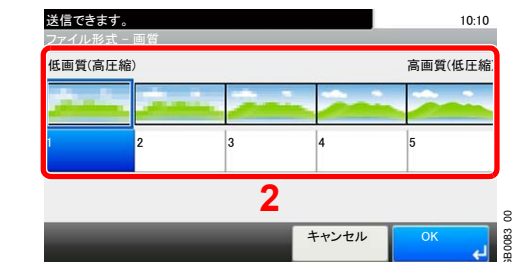 送信できます。 10:10
ファイル形式 - 画質
低画質(高圧縮) 高画質(低圧縮)
1 2 3 4 5
2
キャンセル OK
GB0083 00